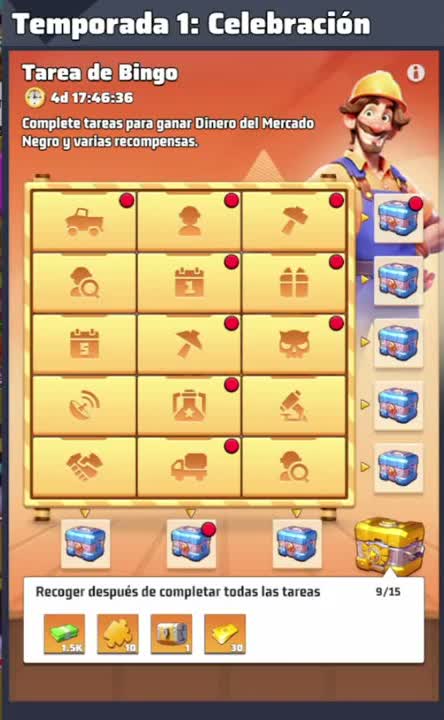 Temporada 1: Celebración
Tarea de Bingo
4d 17:46:36
Complete tareas para ganar Dinero del Mercado
Negro y varias recompensas.
1
5
Recoger después de completar todas las tareas 9/15
1.5K 10 1 30